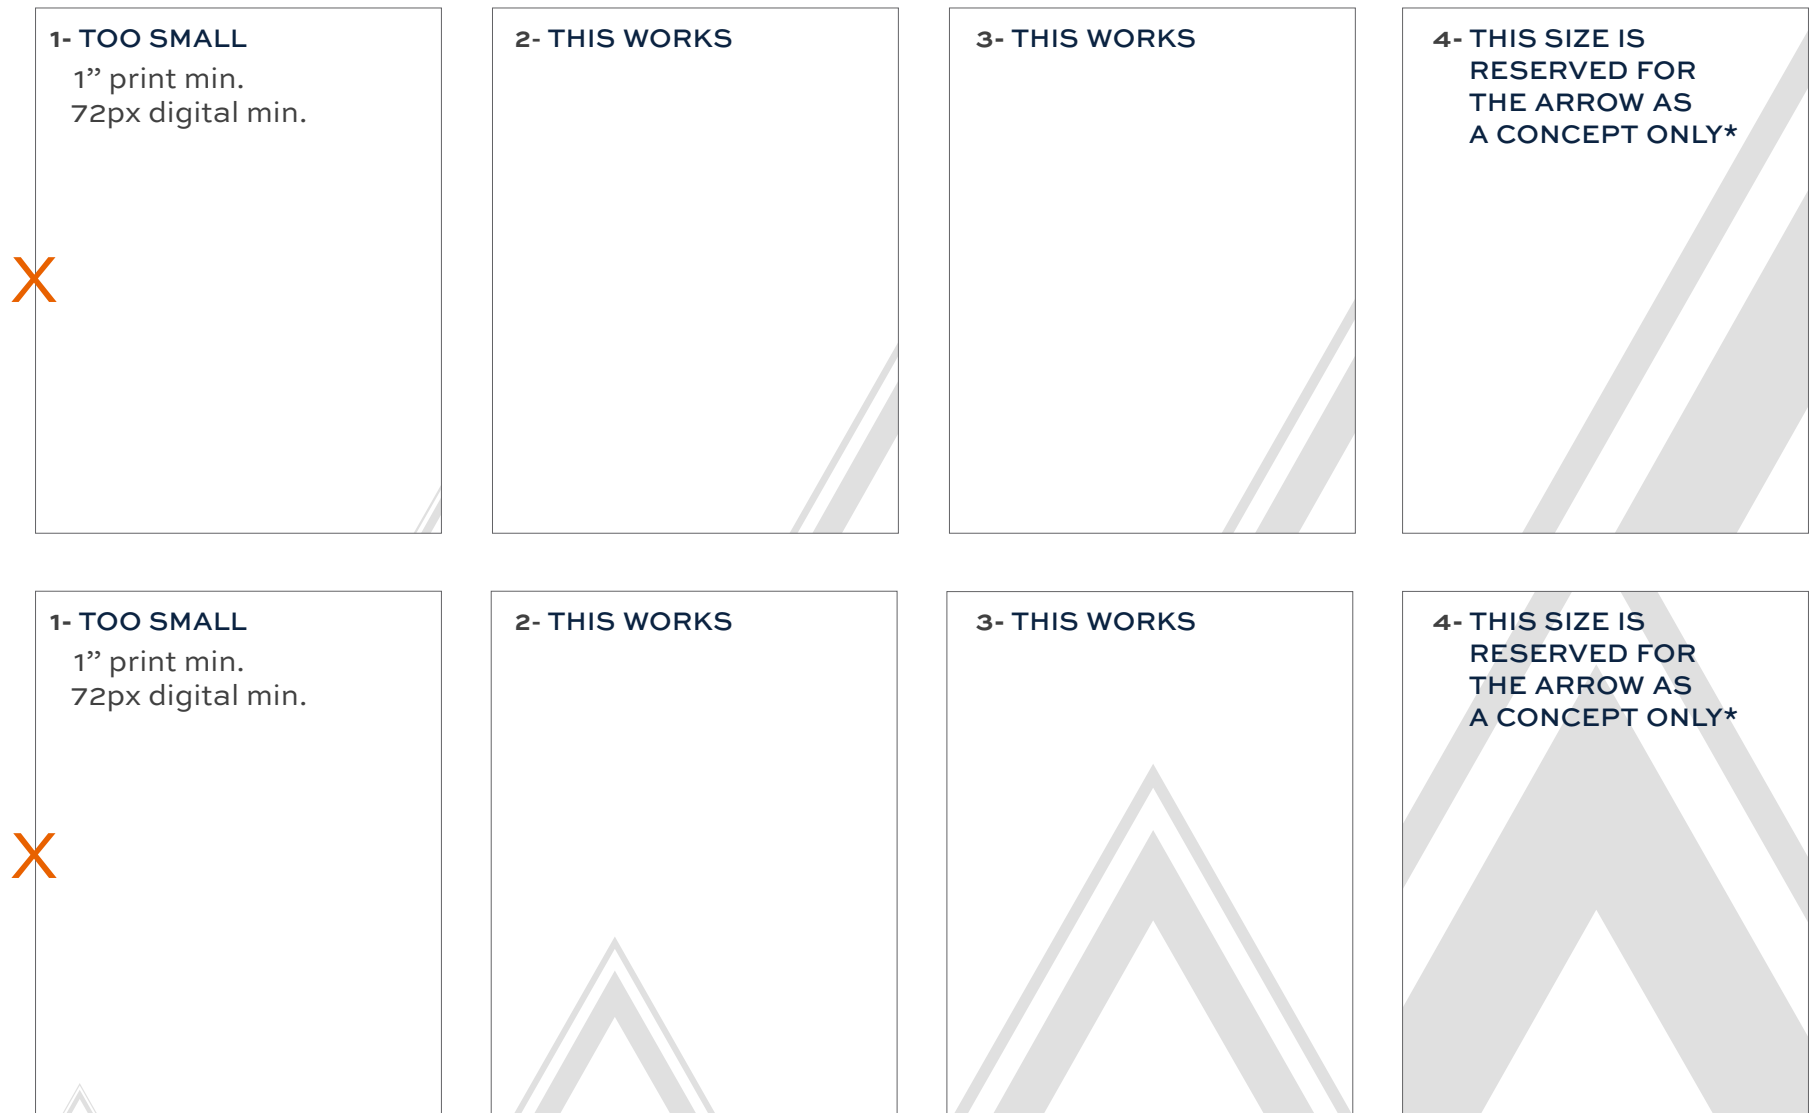 1- TOO SMALL
1” print min.
72px digital min.
2- THIS WORKS
3- THIS WORKS
4- THIS SIZE IS
RESERVED FOR
THE ARROW AS
A CONCEPT ONLY*
X
1- TOO SMALL
1” print min.
72px digital min.
2- THIS WORKS
3- THIS WORKS
4- THIS SIZE IS
RESERVED FOR
THE ARROW AS
A CONCEPT ONLY*
X